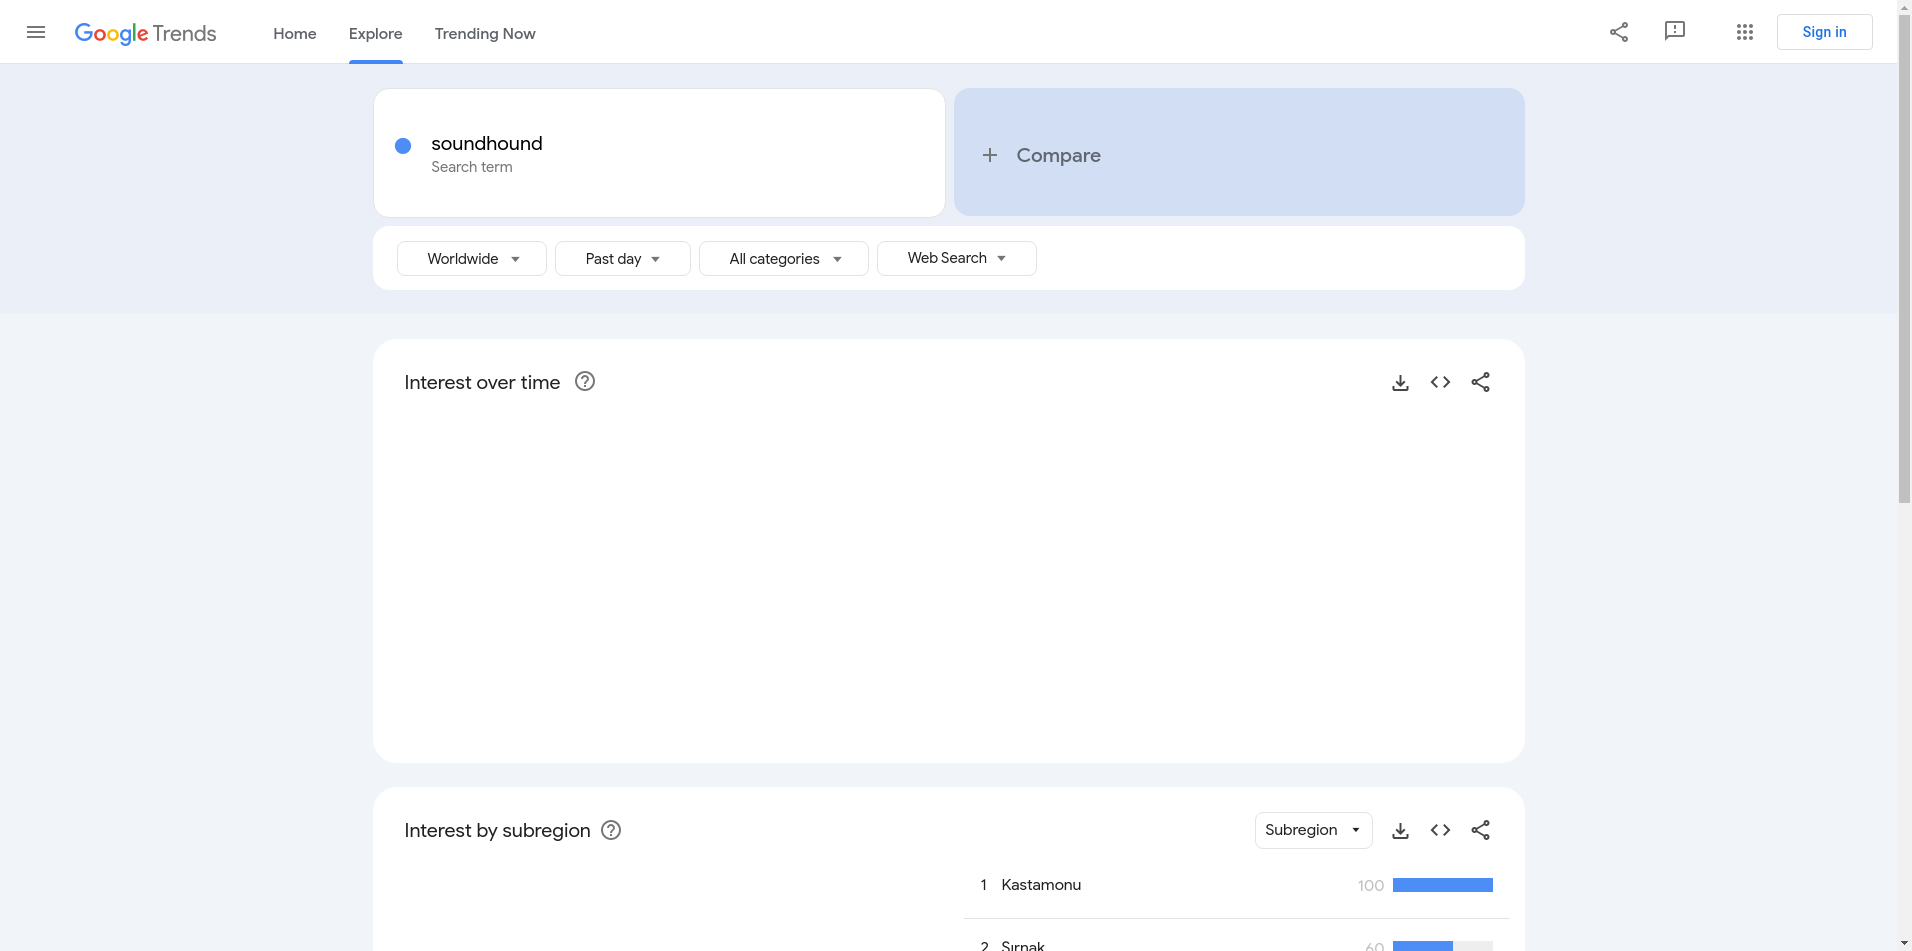 Google Trends
Home
Explore
Trending Now
Sign in
soundhound
Search term
Compare
Worldwide
Past day
All categories
Web Search
Interest over time
Interest by subregion
Subregion
1 Kastamonu 100
2 Şırnak 60